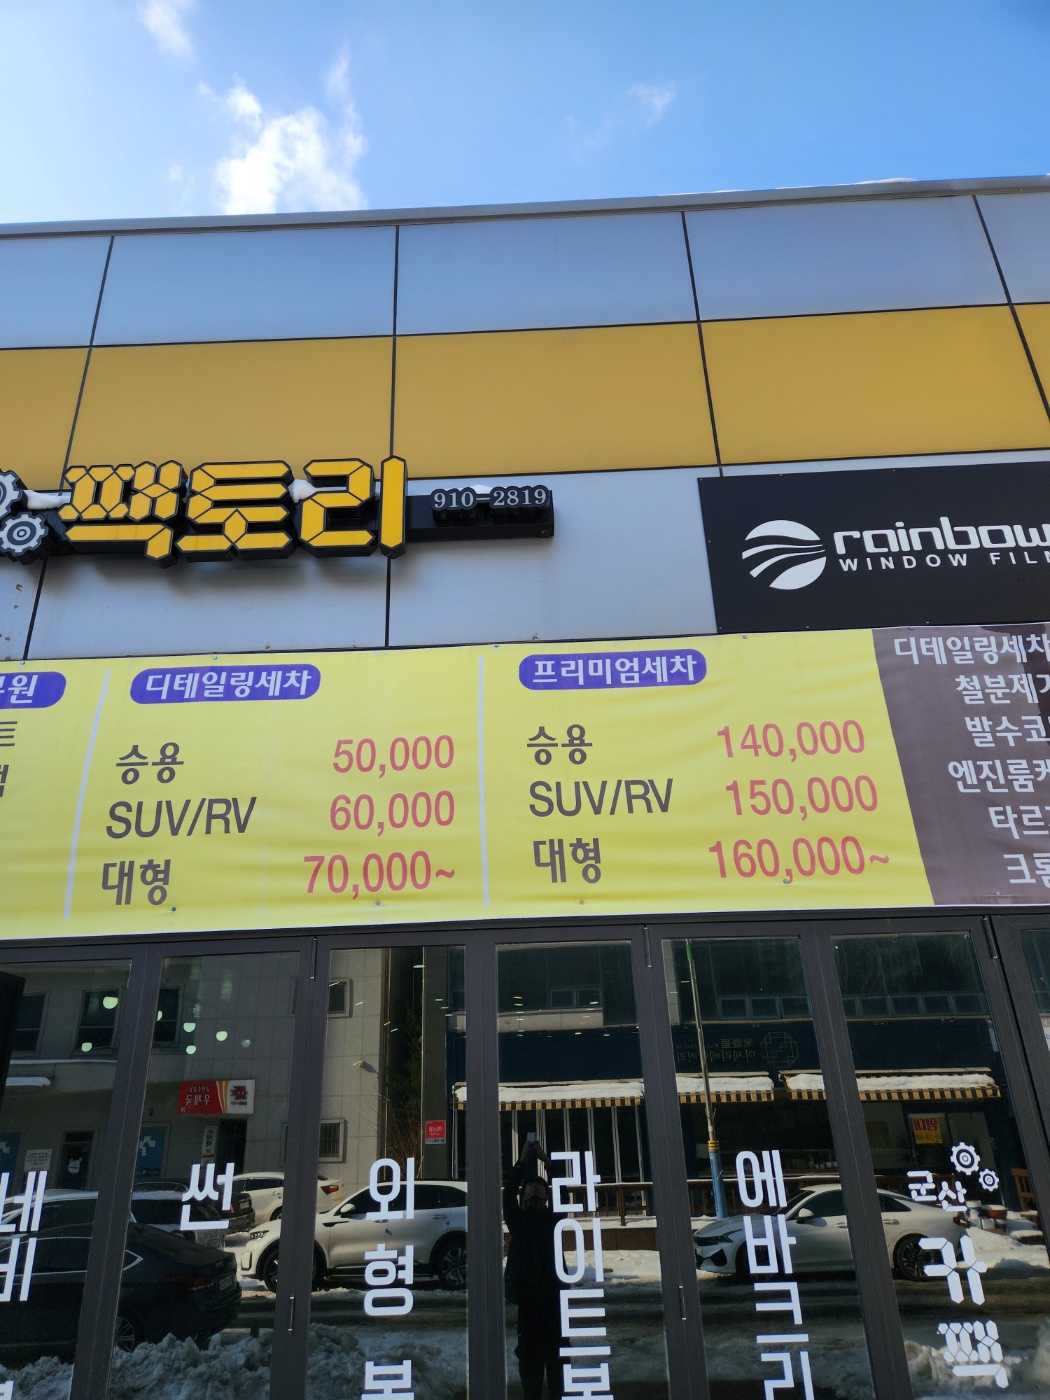 팩토리
910-2819
rainbow
WINDOW FILM
디테일링세차
승용 50,000
SUV/RV 60,000
대형 70,000~
프리미엄세차
승용 140,000
SUV/RV 150,000
대형 160,000~
디테일링세차
철분제거
발수코
엔진룸
타르
크롬
썬
외형복
라이트복
에바크리
군산
카팩